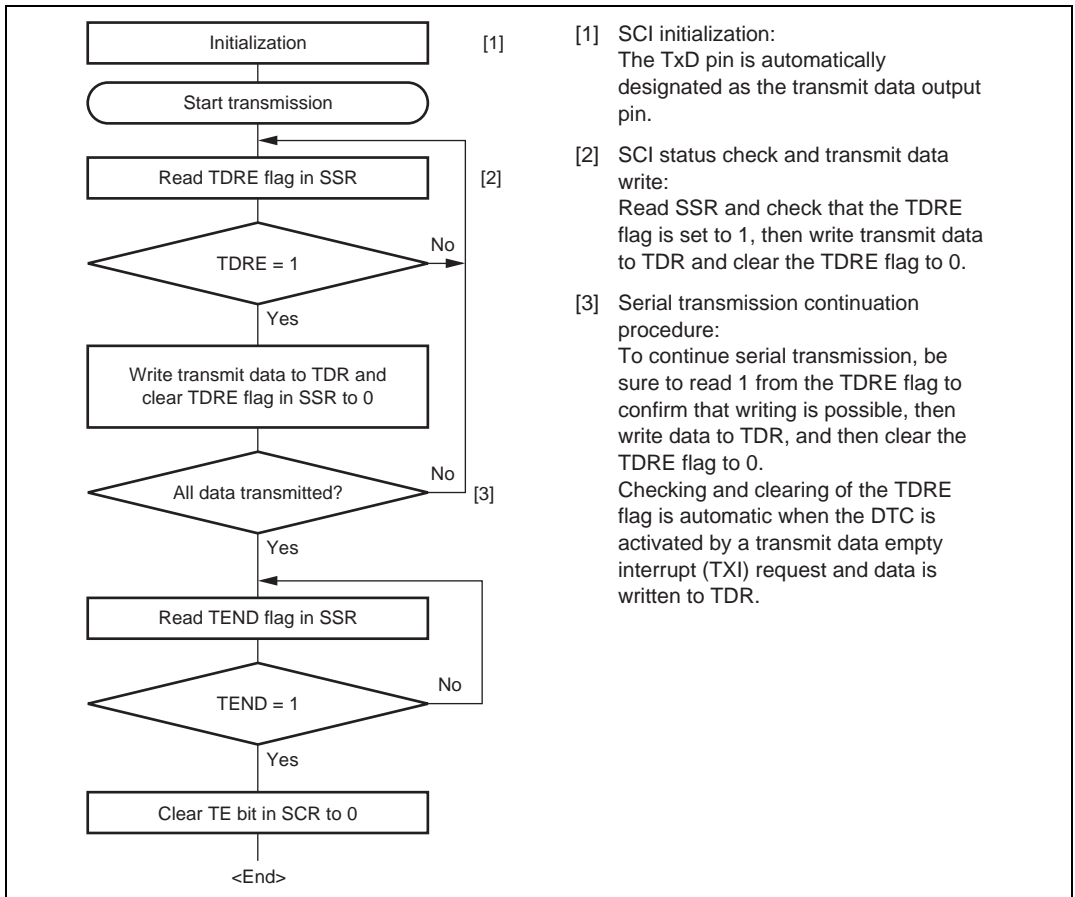 Initialization
[1]
Start transmission
Read TDRE flag in SSR
[2]
No
TDRE = 1
Yes
Write transmit data to TDR and
clear TDRE flag in SSR to 0
No
All data transmitted?
[3]
Yes
Read TEND flag in SSR
No
TEND = 1
Yes
Clear TE bit in SCR to 0
<End>
[1] SCI initialization:
The TxD pin is automatically
designated as the transmit data output
pin.
[2] SCI status check and transmit data
write:
Read SSR and check that the TDRE
flag is set to 1, then write transmit data
to TDR and clear the TDRE flag to 0.
[3] Serial transmission continuation
procedure:
To continue serial transmission, be
sure to read 1 from the TDRE flag to
confirm that writing is possible, then
write data to TDR, and then clear the
TDRE flag to 0.
Checking and clearing of the TDRE
flag is automatic when the DTC is
activated by a transmit data empty
interrupt (TXI) request and data is
written to TDR.